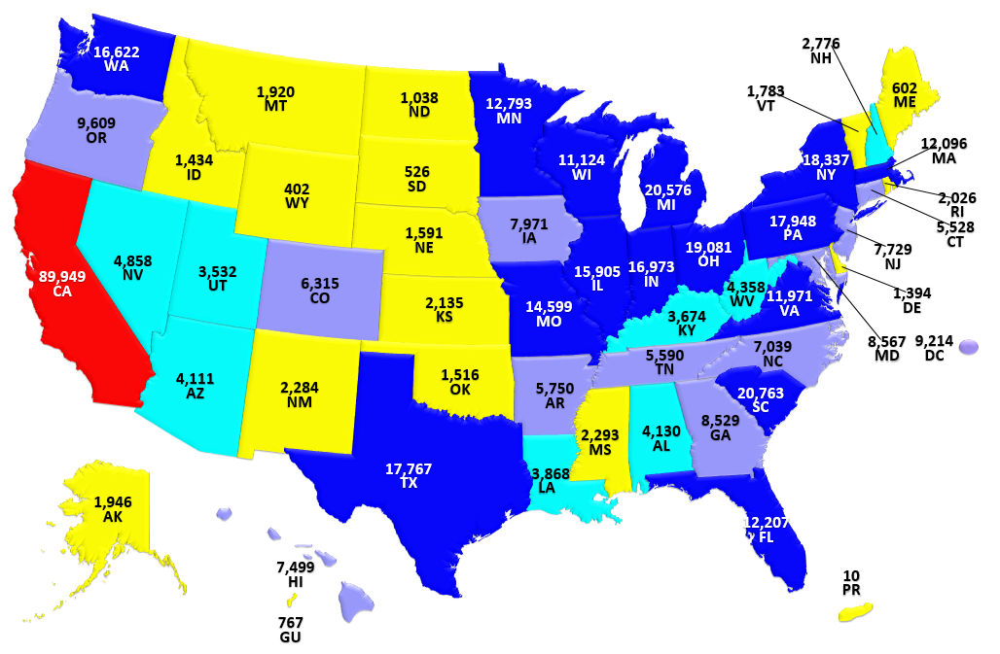 2,776
NH
16,622
WA
602
ME
1,920
MT
1,038
ND
12,793
MN
1,783
VT
9,609
OR
12,096
MA
1,434
ID
11,124
WI
18,337
NY
526
SD
402
WY
20,576
MI
2,026
RI
7,971
IA
17,948
PA
5,528
CT
1,591
NE
19,081
OH
7,729
NJ
4,858
NV
3,532
UT
89,949
CA
6,315
CO
15,905
IL
16,973
IN
4,358
WV
11,971
VA
1,394
DE
2,135
KS
14,599
MO
3,674
KY
8,567
MD
9,214
DC
7,039
NC
5,590
TN
4,111
AZ
2,284
NM
1,516
OK
5,750
AR
20,763
SC
2,293
MS
4,130
AL
8,529
GA
17,767
TX
3,868
LA
1,946
AK
12,207
FL
7,499
HI
10
PR
767
GU